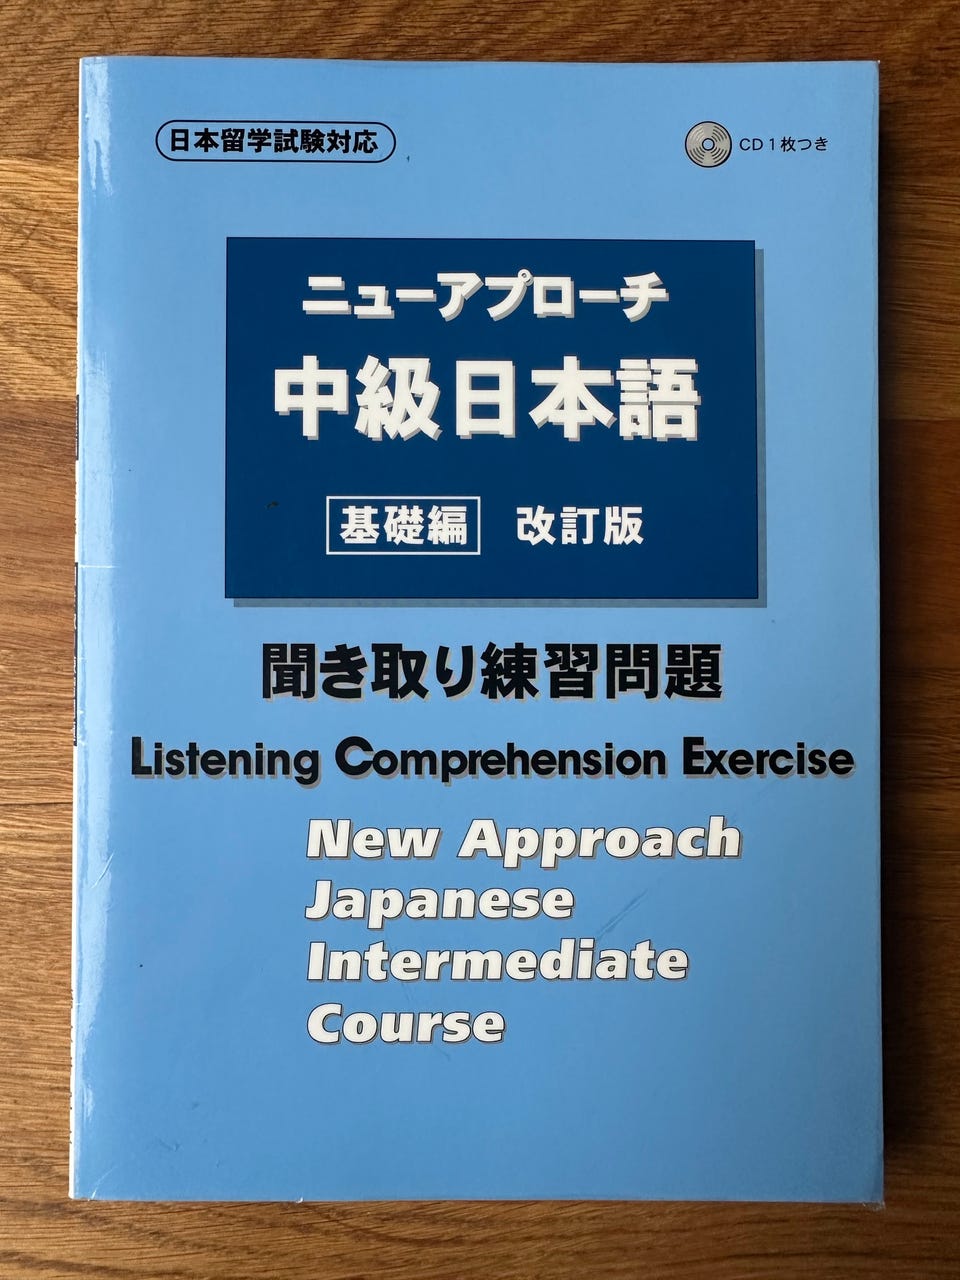 日本留学試験対応
CD1枚つき
ニューアプローチ
中級日本語
基礎編 改訂版
聞き取り練習問題
Listening Comprehension Exercise
New Approach
Japanese
Intermediate
Course